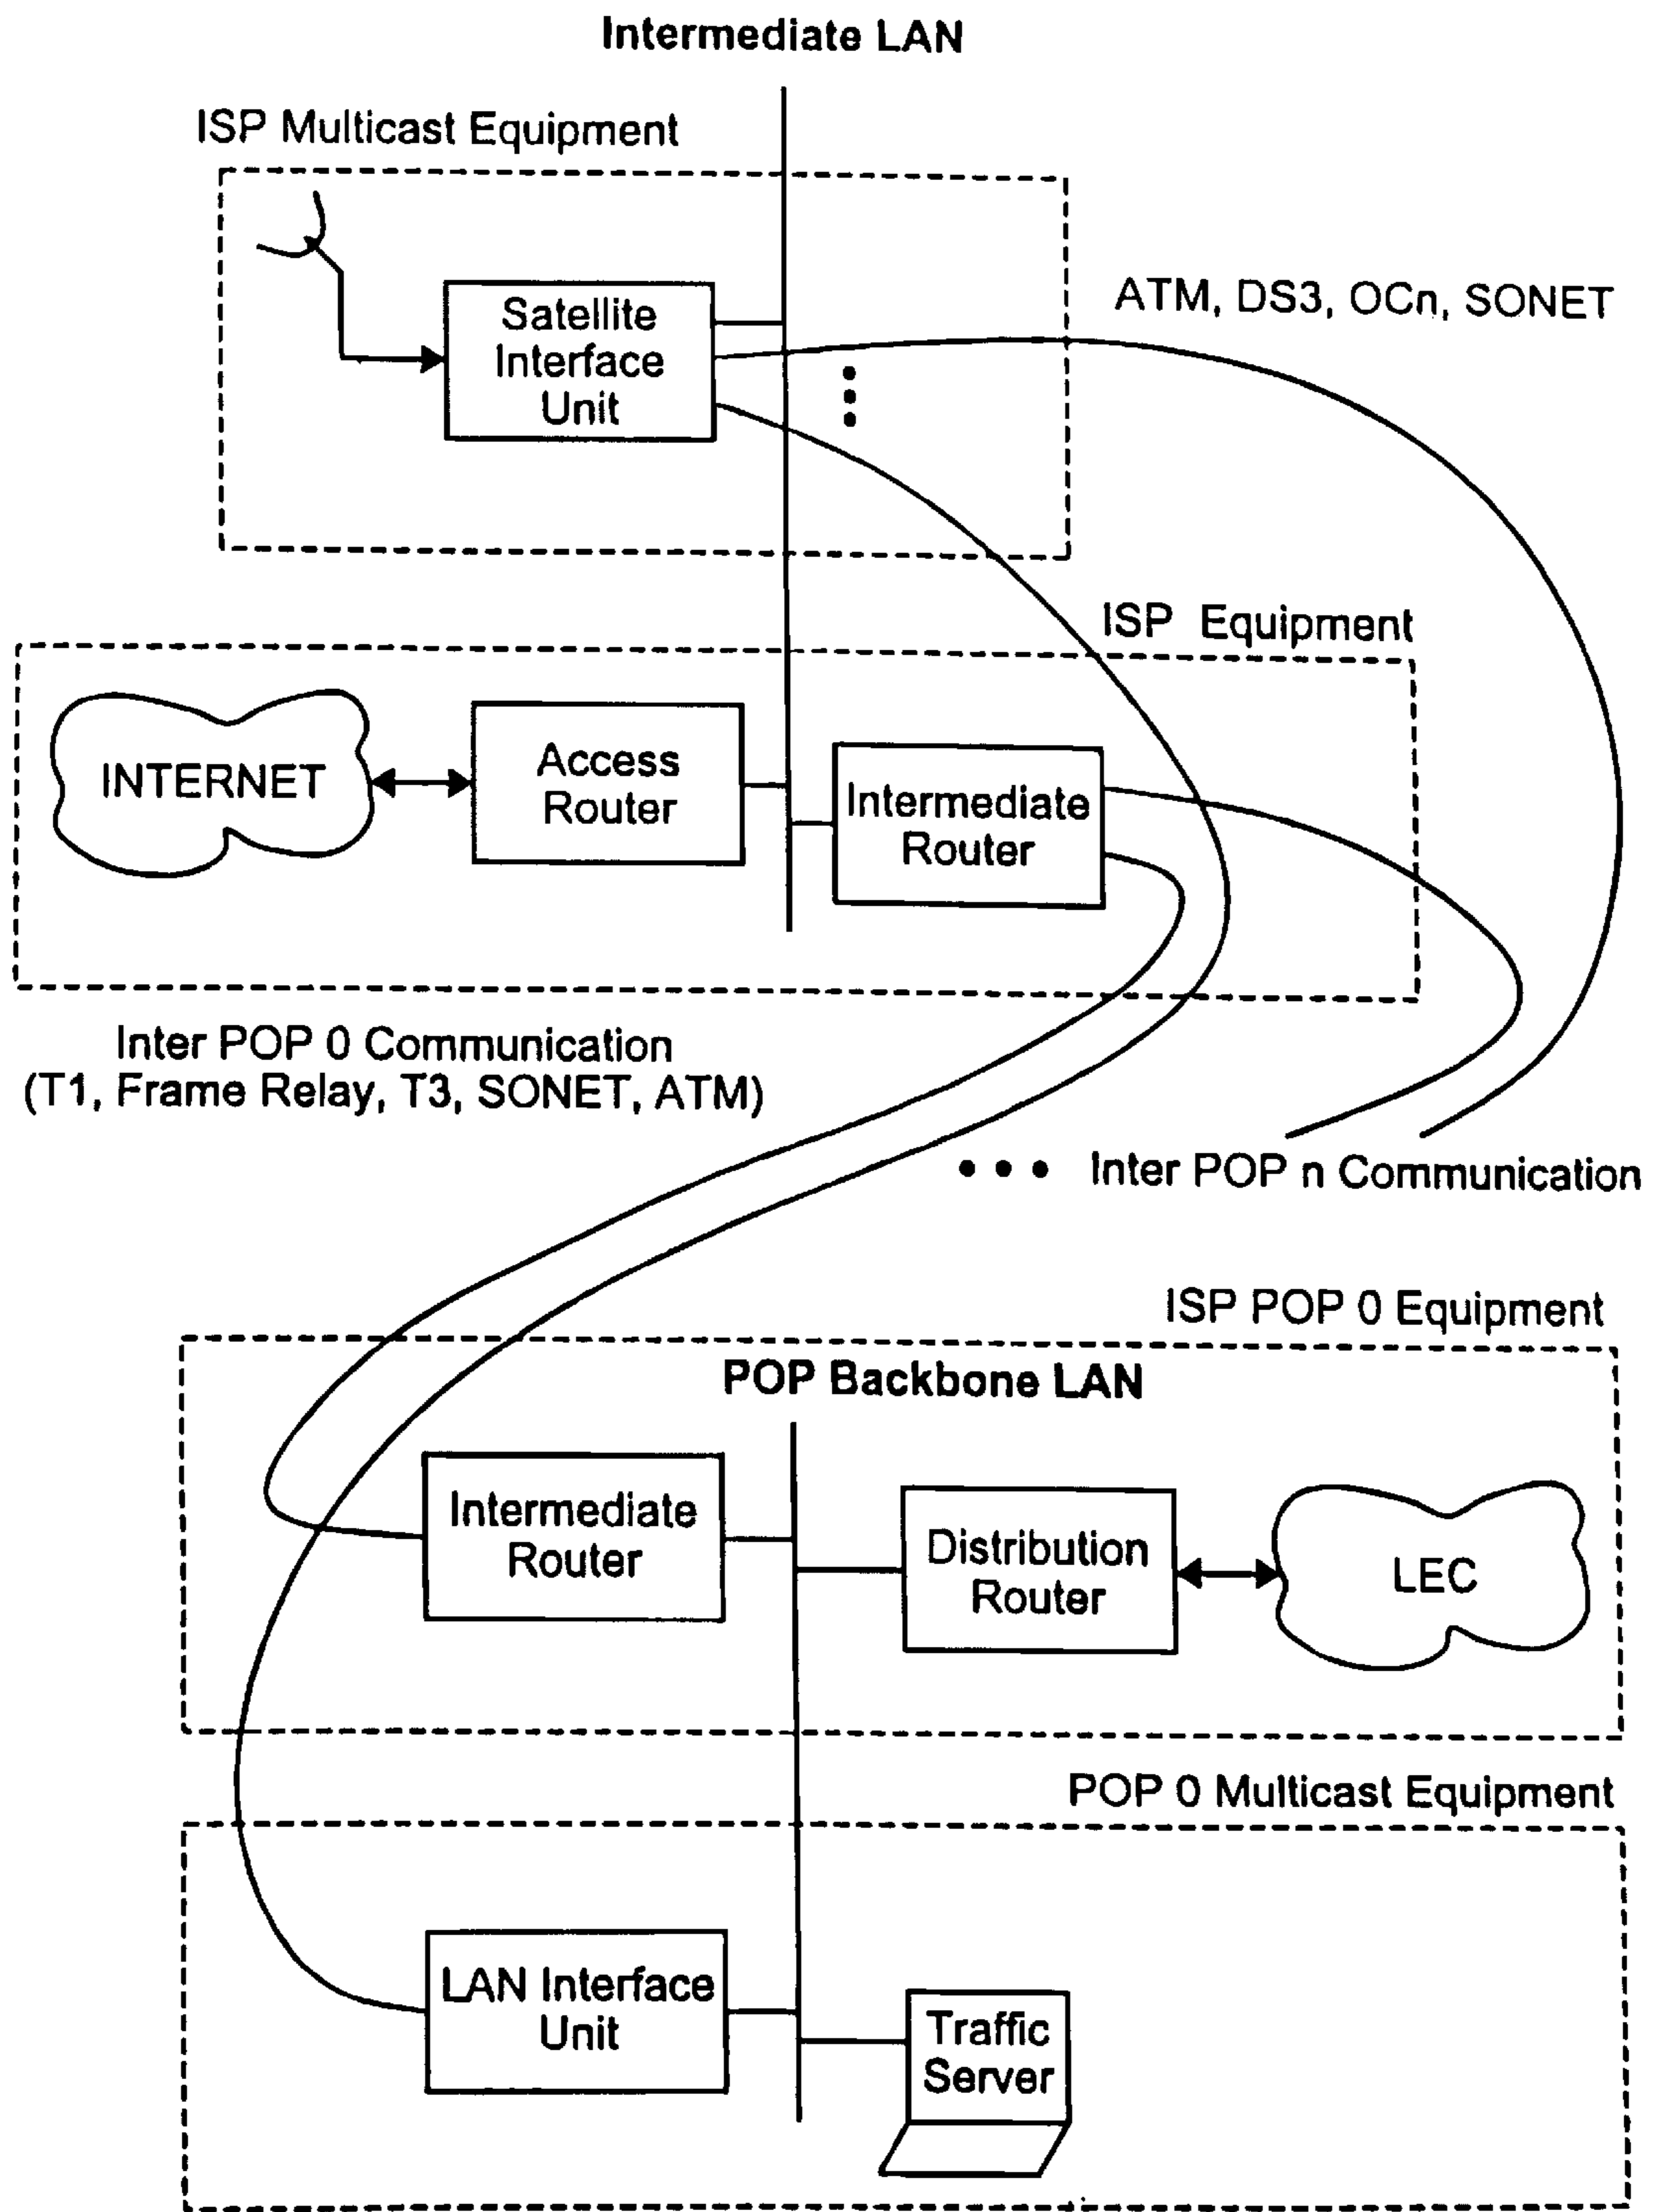 Intermediate LAN
ISP Multicast Equipment
Satellite
Interface
Unit
ATM, DS3, OCn, SONET
ISP Equipment
INTERNET
Access
Router
Intermediate
Router
Inter POP 0 Communication
(T1, Frame Relay, T3, SONET, ATM)
Inter POP n Communication
ISP POP 0 Equipment
POP Backbone LAN
Intermediate
Router
Distribution
Router
LEC
POP 0 Multicast Equipment
LAN Interface
Unit
Traffic
Server